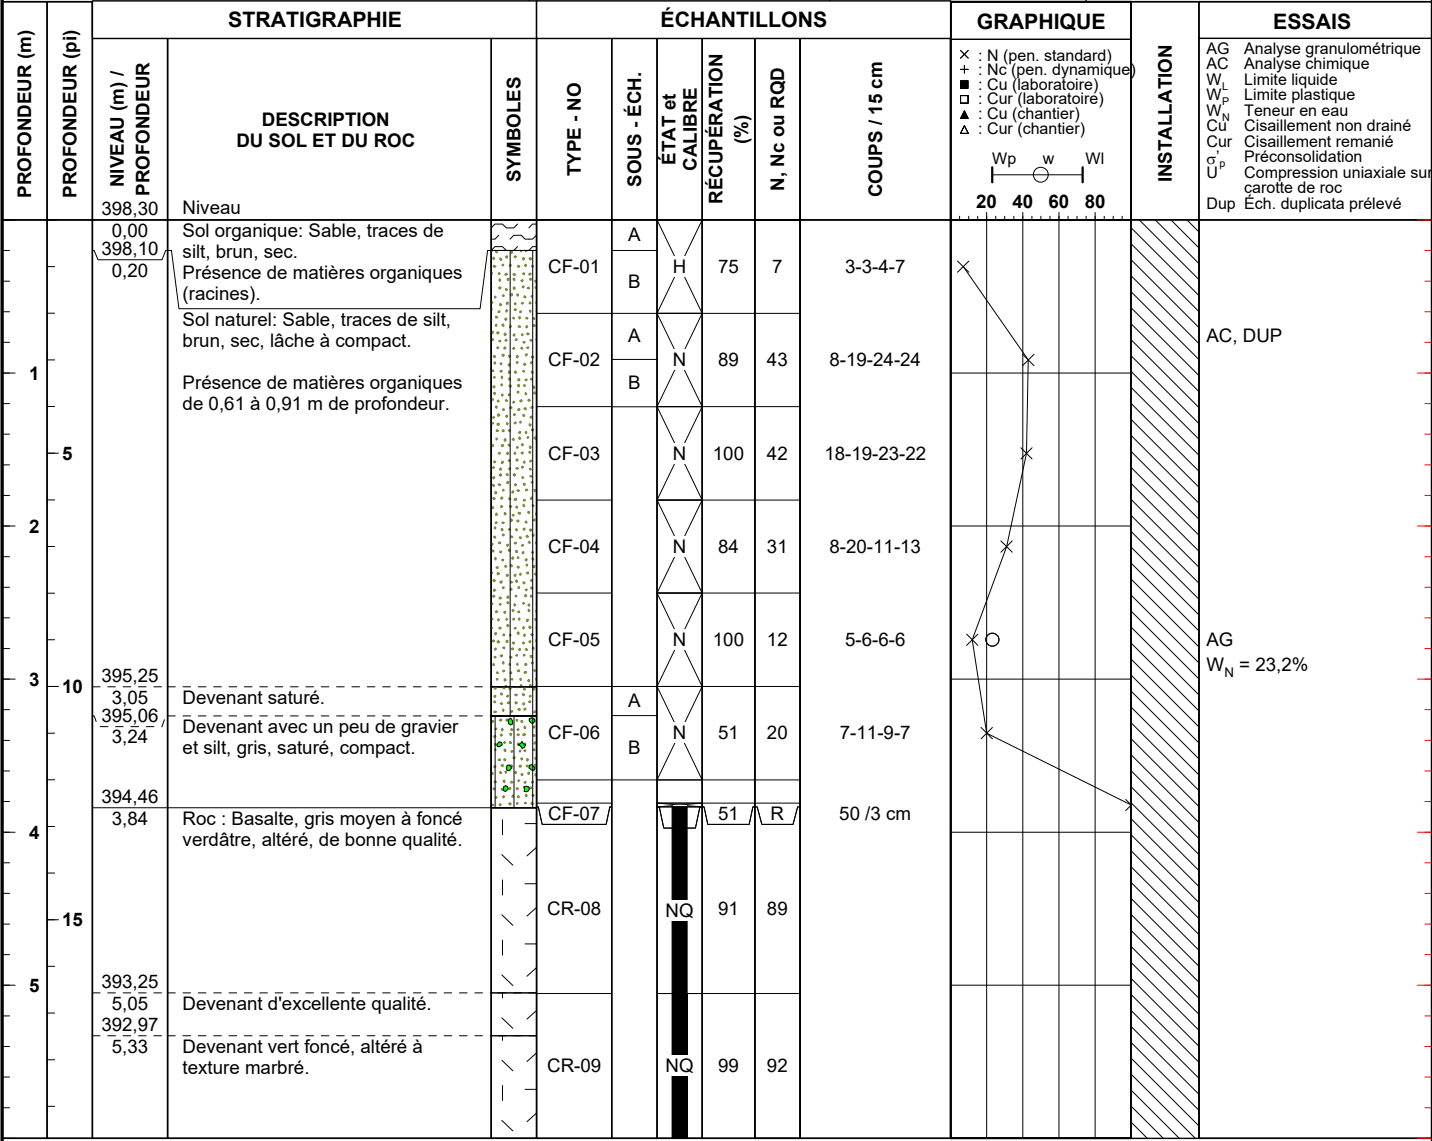 PROFONDEUR (m)
PROFONDEUR (pi)
STRATIGRAPHIE
ÉCHANTILLONS
GRAPHIQUE
INSTALLATION
ESSAIS
NIVEAU (m) /
PROFONDEUR
DESCRIPTION
DU SOL ET DU ROC
SYMBOLES
TYPE - NO
SOUS - ÉCH.
ÉTAT et
CALIBRE
RÉCUPÉRATION
(%)
N, Nc ou RQD
COUPS / 15 cm
× : N (pen. standard)
+ : Nc (pen. dynamique)
■ : Cu (laboratoire)
□ : Cur (laboratoire)
▲ : Cu (chantier)
△ : Cur (chantier)
Wp w Wl
20 40 60 80
AG Analyse granulométrique
AC Analyse chimique
WL Limite liquide
WP Limite plastique
WN Teneur en eau
Cu Cisaillement non drainé
Cur Cisaillement remanié
σ'p Préconsolidation
U Compression uniaxiale sur
carotte de roc
Dup Éch. duplicata prélevé
398,30 Niveau
0,00 Sol organique: Sable, traces de
398,10 silt, brun, sec.
0,20 Présence de matières organiques
(racines).
A
CF-01 H 75 7 3-3-4-7
B
Sol naturel: Sable, traces de silt,
brun, sec, lâche à compact.
A
AC, DUP
CF-02 N 89 43 8-19-24-24
1
Présence de matières organiques
de 0,61 à 0,91 m de profondeur.
B
5 CF-03 N 100 42 18-19-23-22
2
CF-04 N 84 31 8-20-11-13
CF-05 N 100 12 5-6-6-6 AG
WN = 23,2%
395,25
3 10
3,05 Devenant saturé. A
395,06
3,24 Devenant avec un peu de gravier
et silt, gris, saturé, compact.
CF-06 N 51 20 7-11-9-7
B
394,46
3,84 Roc : Basalte, gris moyen à foncé
verdâtre, altéré, de bonne qualité.
CF-07 51 R 50 /3 cm
4
15 CR-08 NQ 91 89
393,25
5
5,05 Devenant d'excellente qualité.
392,97
5,33 Devenant vert foncé, altéré à
texture marbré.
CR-09 NQ 99 92